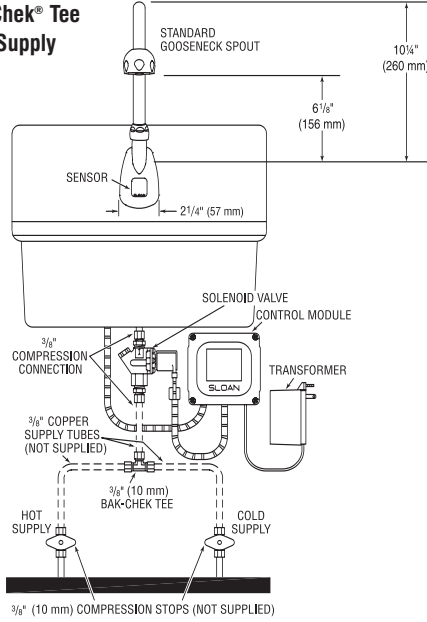 Chek® Tee
Supply
STANDARD
GOOSENECK SPOUT
10¼"
(260 mm)
6⅛"
(156 mm)
SENSOR
2¼" (57 mm)
SOLENOID VALVE
CONTROL MODULE
⅜"
COMPRESSION
CONNECTION
TRANSFORMER
SLOAN
⅜" COPPER
SUPPLY TUBES
(NOT SUPPLIED)
⅜" (10 mm)
BAK-CHEK TEE
HOT
SUPPLY
COLD
SUPPLY
⅜" (10 mm) COMPRESSION STOPS (NOT SUPPLIED)